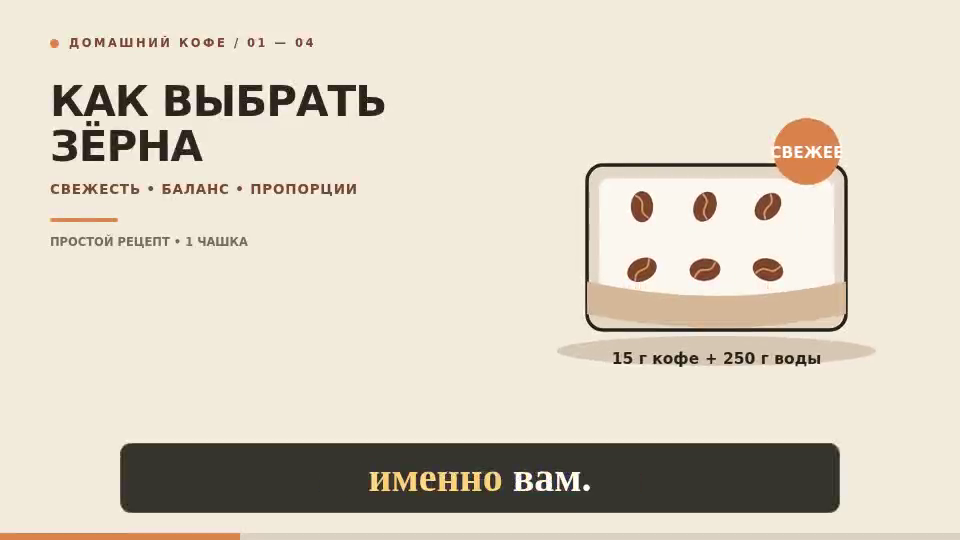 ДОМАШНИЙ КОФЕ / 01 — 04
КАК ВЫБРАТЬ
ЗЁРНА
СВЕЖЕСТЬ • БАЛАНС • ПРОПОРЦИИ
ПРОСТОЙ РЕЦЕПТ • 1 ЧАШКА
СВЕЖЕЕ
15 г кофе + 250 г воды
именно вам.